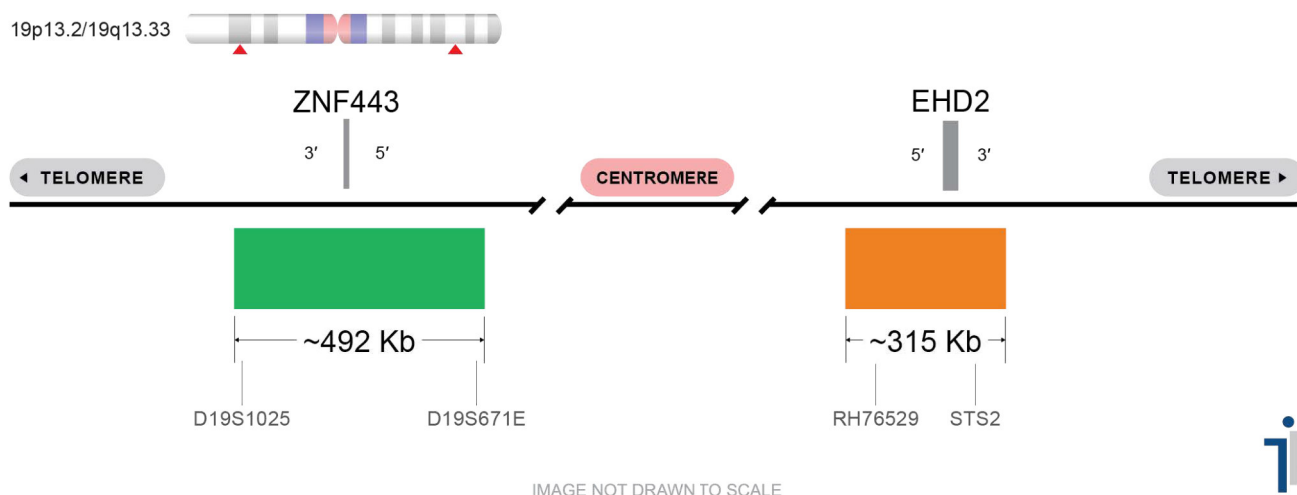 19p13.2/19q13.33
ZNF443 EHD2
3′ 5′ 5′ 3′
◄ TELOMERE CENTROMERE TELOMERE ►
~492 Kb ~315 Kb
D19S1025 D19S671E RH76529 STS2
IMAGE NOT DRAWN TO SCALE